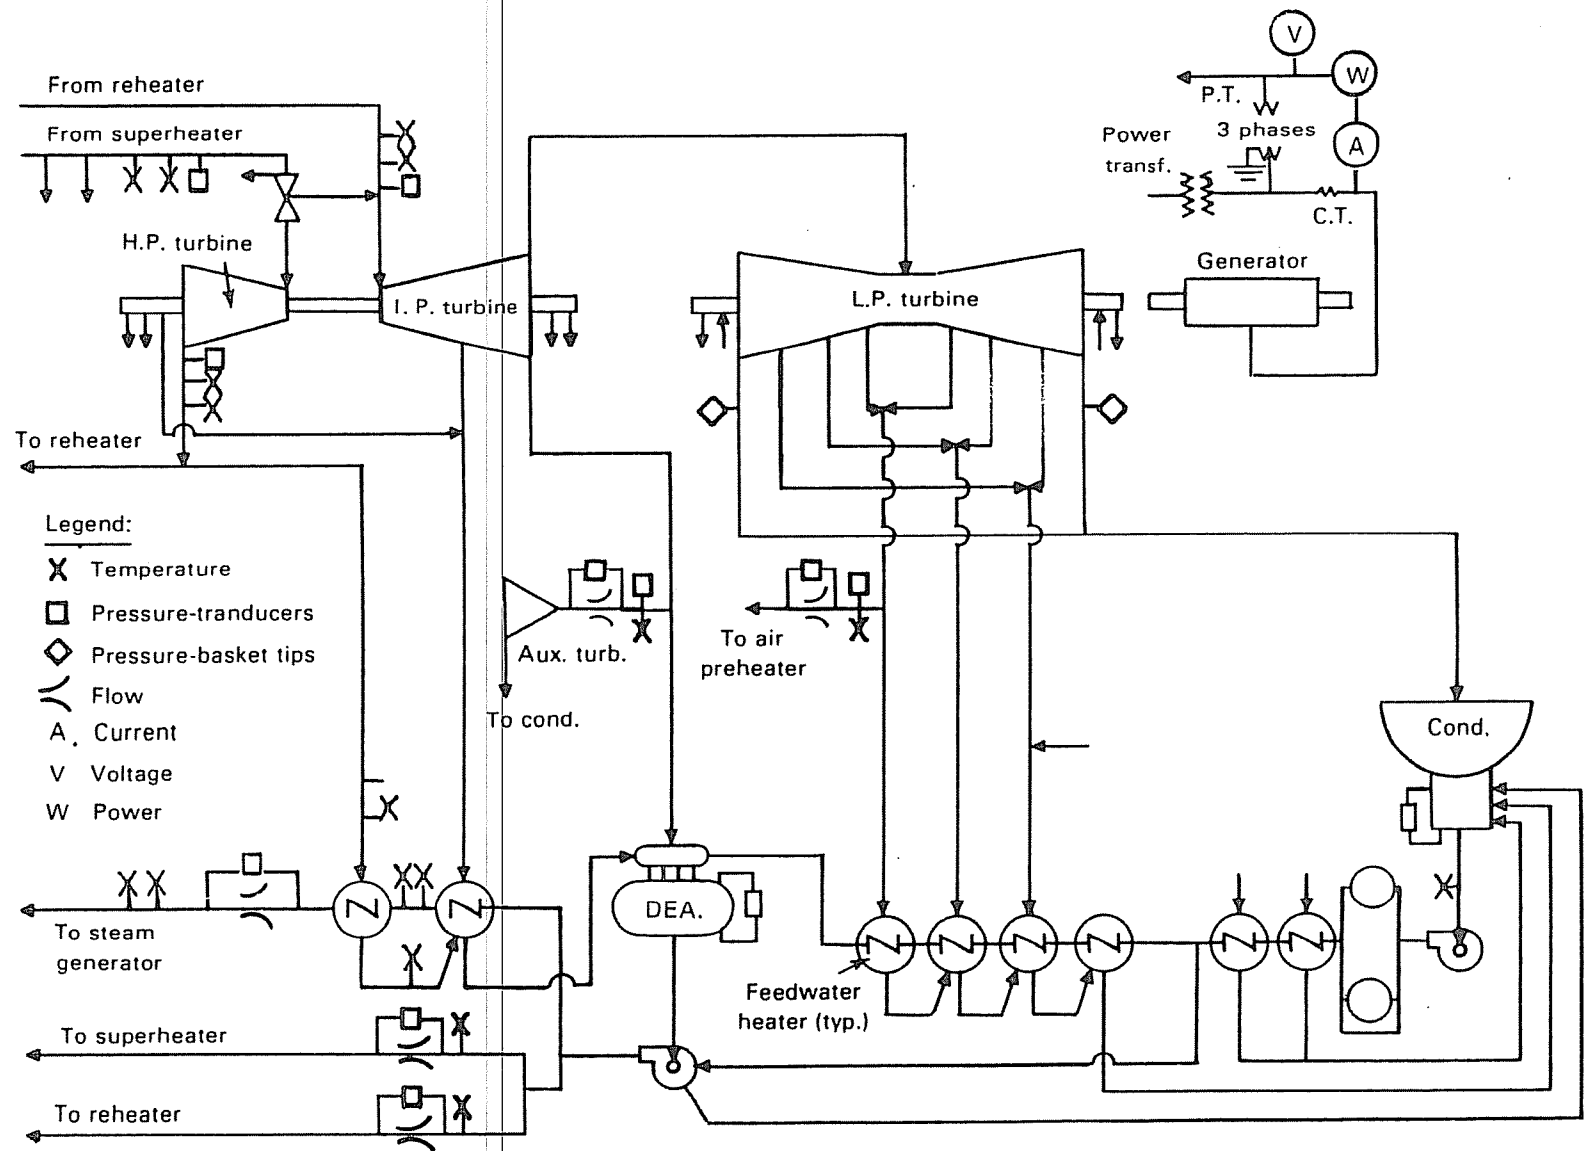 From reheater
From superheater
H.P. turbine
I. P. turbine
To reheater
L.P. turbine
V
W
P.T.
3 phases
A
Power
transf.
C.T.
Generator
Legend:
Temperature
Pressure-tranducers
Pressure-basket tips
Flow
A . Current
V Voltage
W Power
Aux. turb.
To cond.
To air
preheater
Cond.
DEA.
To steam
generator
Feedwater
heater (typ.)
To superheater
To reheater